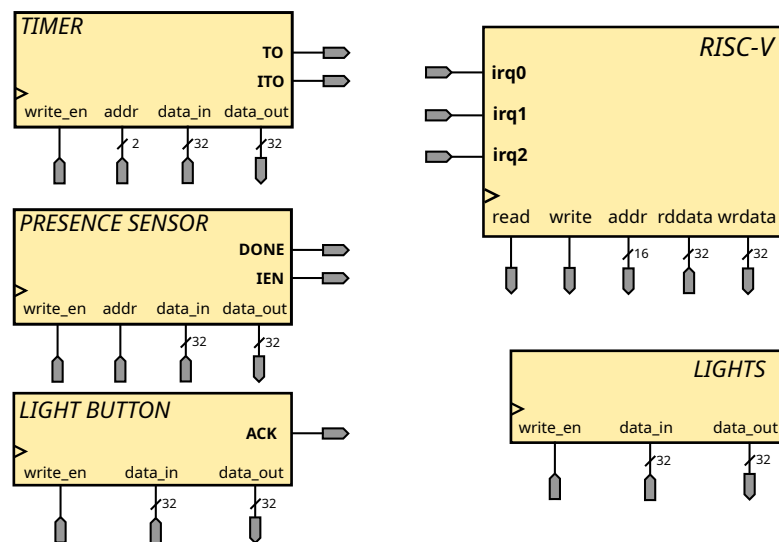 TIMER
TO
ITO
write_en addr data_in data_out
2 32 32
PRESENCE SENSOR
DONE
IEN
write_en addr data_in data_out
32 32
LIGHT BUTTON
ACK
write_en data_in data_out
32 32
RISC-V
irq0
irq1
irq2
read write addr rddata wrdata
16 32 32
LIGHTS
write_en data_in data_out
32 32